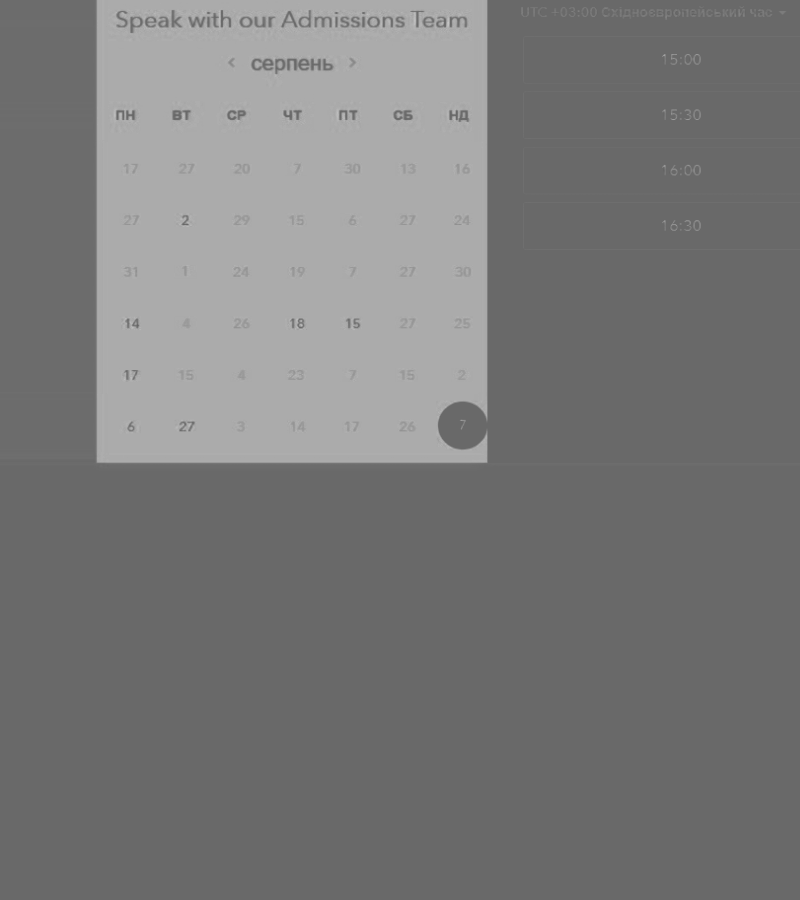 Speak with our Admissions Team
‹ серпень ›
ПН ВТ СР ЧТ ПТ СБ НД
17 27 20 7 30 13 16
27 2 29 15 6 27 24
31 1 24 19 7 27 30
14 4 26 18 15 27 25
17 15 4 23 7 15 2
6 27 3 14 17 26 7
UTC +03:00 Східноєвропейський час
15:00
15:30
16:00
16:30